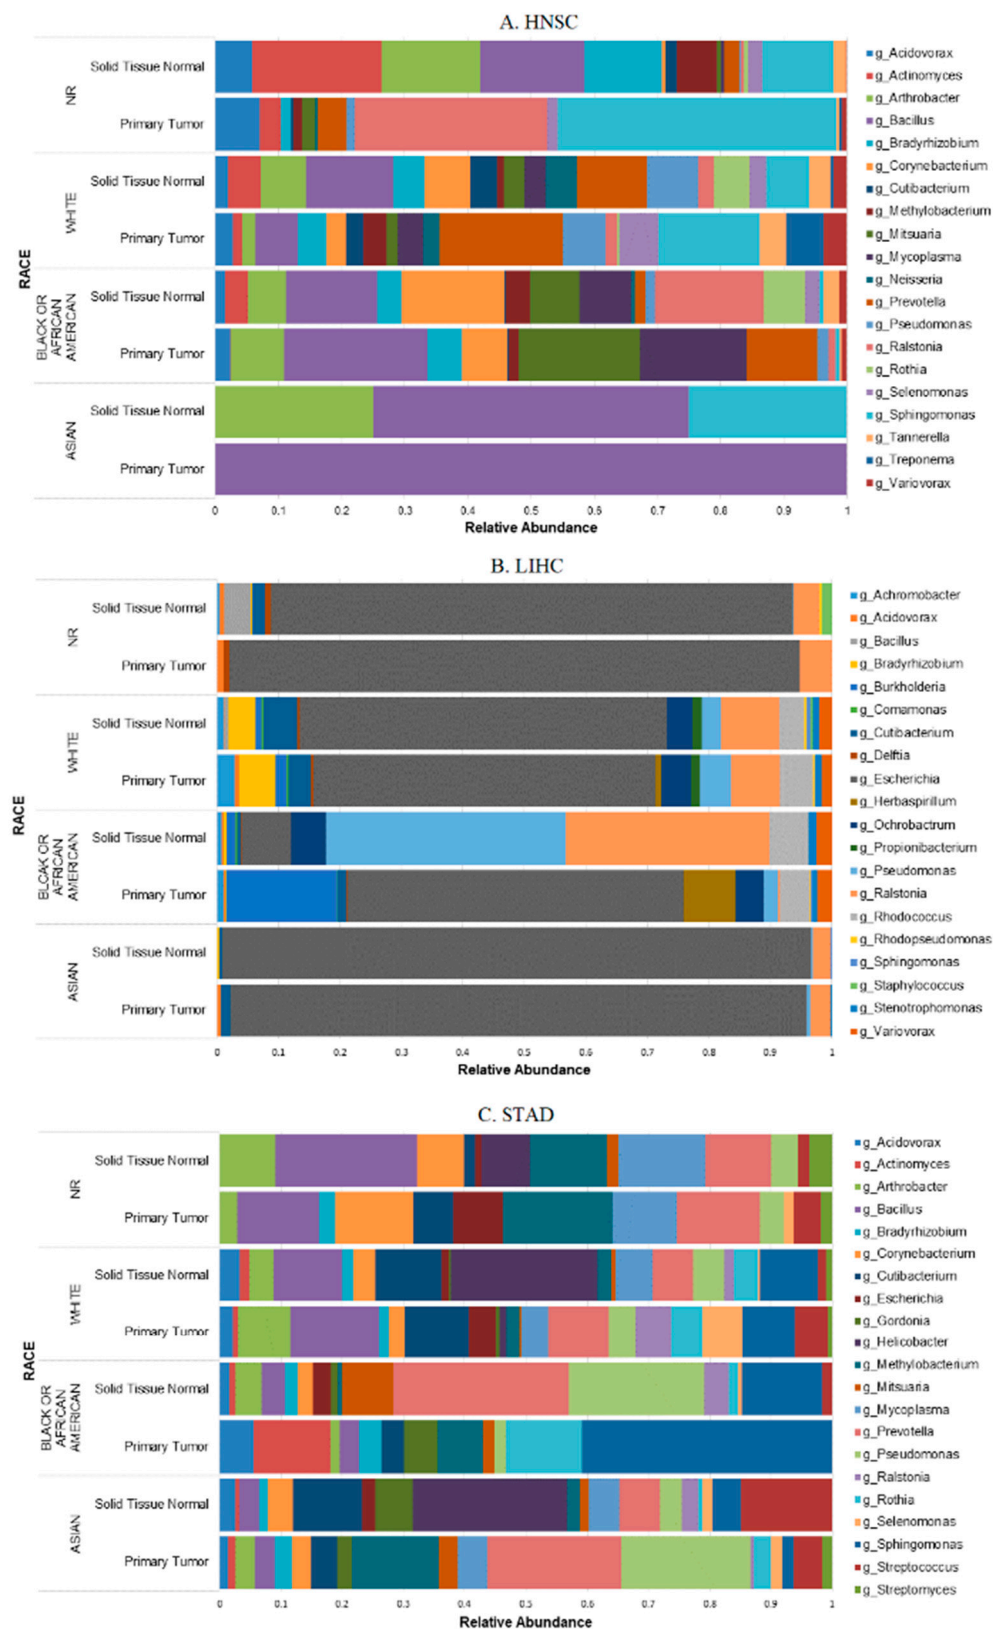 A. HNSC
RACE
NR
Solid Tissue Normal
Primary Tumor
WHITE
Solid Tissue Normal
Primary Tumor
BLACK OR
AFRICAN
AMERICAN
Solid Tissue Normal
Primary Tumor
ASIAN
Solid Tissue Normal
Primary Tumor
0 0.1 0.2 0.3 0.4 0.5 0.6 0.7 0.8 0.9 1
Relative Abundance
g_Acidovorax
g_Actinomyces
g_Arthrobacter
g_Bacillus
g_Bradyrhizobium
g_Corynebacterium
g_Cutibacterium
g_Methylobacterium
g_Mitsuaria
g_Mycoplasma
g_Neisseria
g_Prevotella
g_Pseudomonas
g_Ralstonia
g_Rothia
g_Selenomonas
g_Sphingomonas
g_Tannerella
g_Treponema
g_Variovorax
B. LIHC
RACE
NR
Solid Tissue Normal
Primary Tumor
WHITE
Solid Tissue Normal
Primary Tumor
BLCAK OR
AFRICAN
AMERICAN
Solid Tissue Normal
Primary Tumor
ASIAN
Solid Tissue Normal
Primary Tumor
0 0.1 0.2 0.3 0.4 0.5 0.6 0.7 0.8 0.9 1
Relative Abundance
g_Achromobacter
g_Acidovorax
g_Bacillus
g_Bradyrhizobium
g_Burkholderia
g_Comamonas
g_Cutibacterium
g_Delftia
g_Escherichia
g_Herbaspirillum
g_Ochrobactrum
g_Propionibacterium
g_Pseudomonas
g_Ralstonia
g_Rhodococcus
g_Rhodopseudomonas
g_Sphingomonas
g_Staphylococcus
g_Stenotrophomonas
g_Variovorax
C. STAD
RACE
NR
Solid Tissue Normal
Primary Tumor
WHITE
Solid Tissue Normal
Primary Tumor
BLACK OR
AFRICAN
AMERICAN
Solid Tissue Normal
Primary Tumor
ASIAN
Solid Tissue Normal
Primary Tumor
0 0.1 0.2 0.3 0.4 0.5 0.6 0.7 0.8 0.9 1
Relative Abundance
g_Acidovorax
g_Actinomyces
g_Arthrobacter
g_Bacillus
g_Bradyrhizobium
g_Corynebacterium
g_Cutibacterium
g_Escherichia
g_Gordonia
g_Helicobacter
g_Methylobacterium
g_Mitsuaria
g_Mycoplasma
g_Prevotella
g_Pseudomonas
g_Ralstonia
g_Rothia
g_Selenomonas
g_Sphingomonas
g_Streptococcus
g_Streptomyces